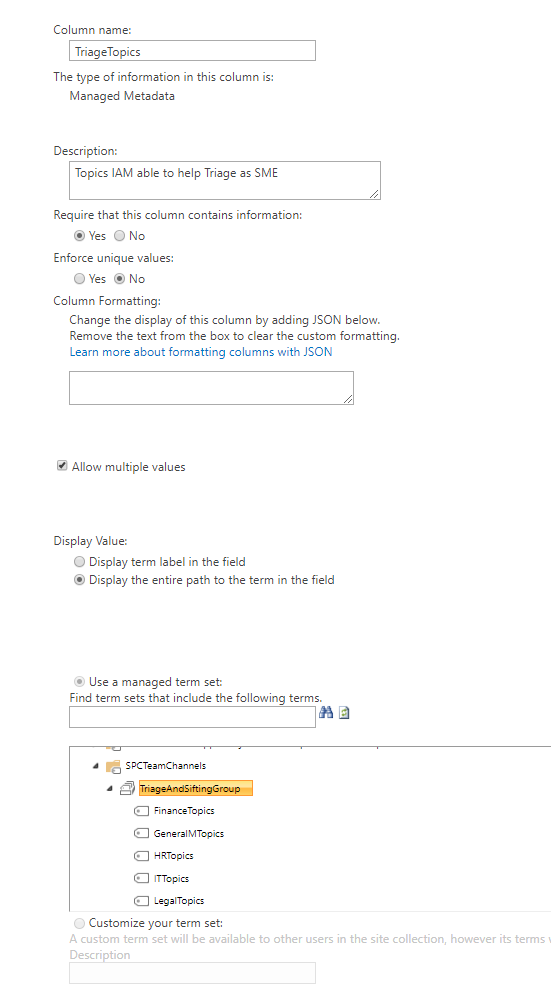 Column name:
TriageTopics
The type of information in this column is:
Managed Metadata
Description:
Topics IAM able to help Triage as SME
Require that this column contains information:
Yes No
Enforce unique values:
Yes No
Column Formatting:
Change the display of this column by adding JSON below.
Remove the text from the box to clear the custom formatting.
Learn more about formatting columns with JSON
Allow multiple values
Display Value:
Display term label in the field
Display the entire path to the term in the field
Use a managed term set:
Find term sets that include the following terms.
SPCTeamChannels
TriageAndSiftingGroup
FinanceTopics
GeneralMTopics
HRTopics
ITTopics
LegalTopics
Customize your term set:
A custom term set will be available to other users in the site collection, however its terms
Description